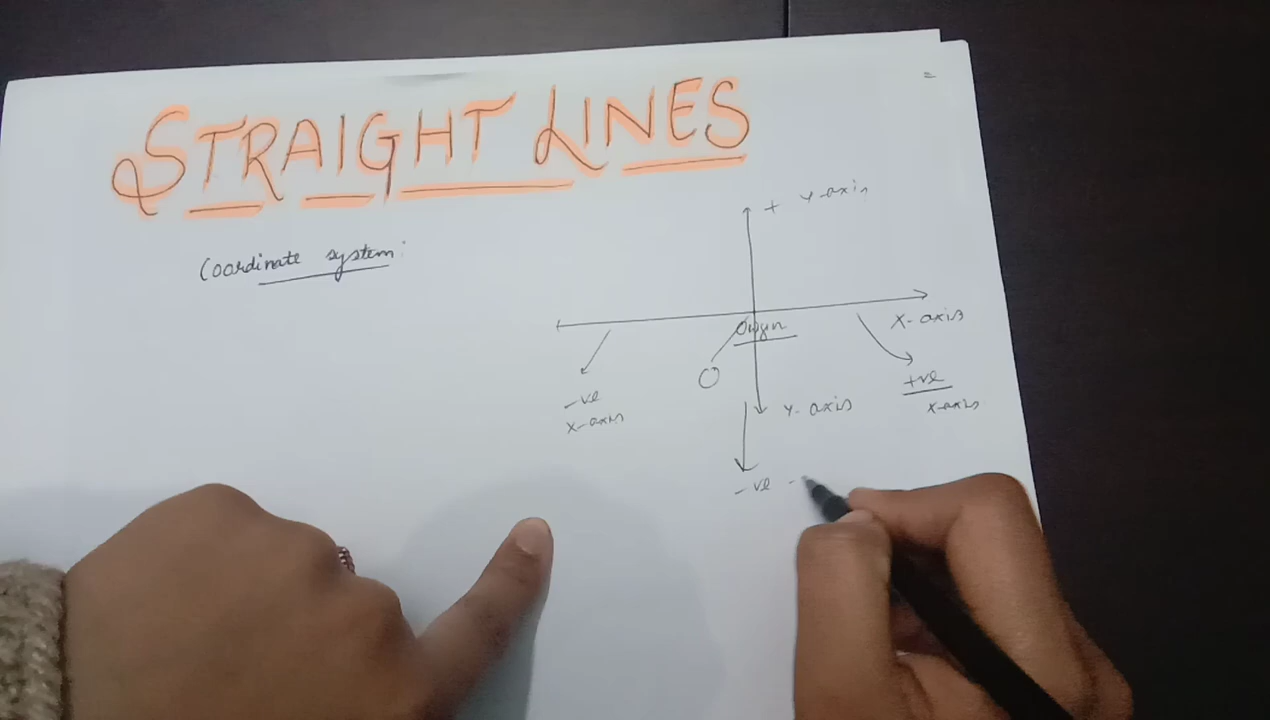 STRAIGHT LINES
Coordinate system:
+ y-axis
X-axis
Origin
O
-ve
x-axis
+ve
x-axis
y-axis
-ve -